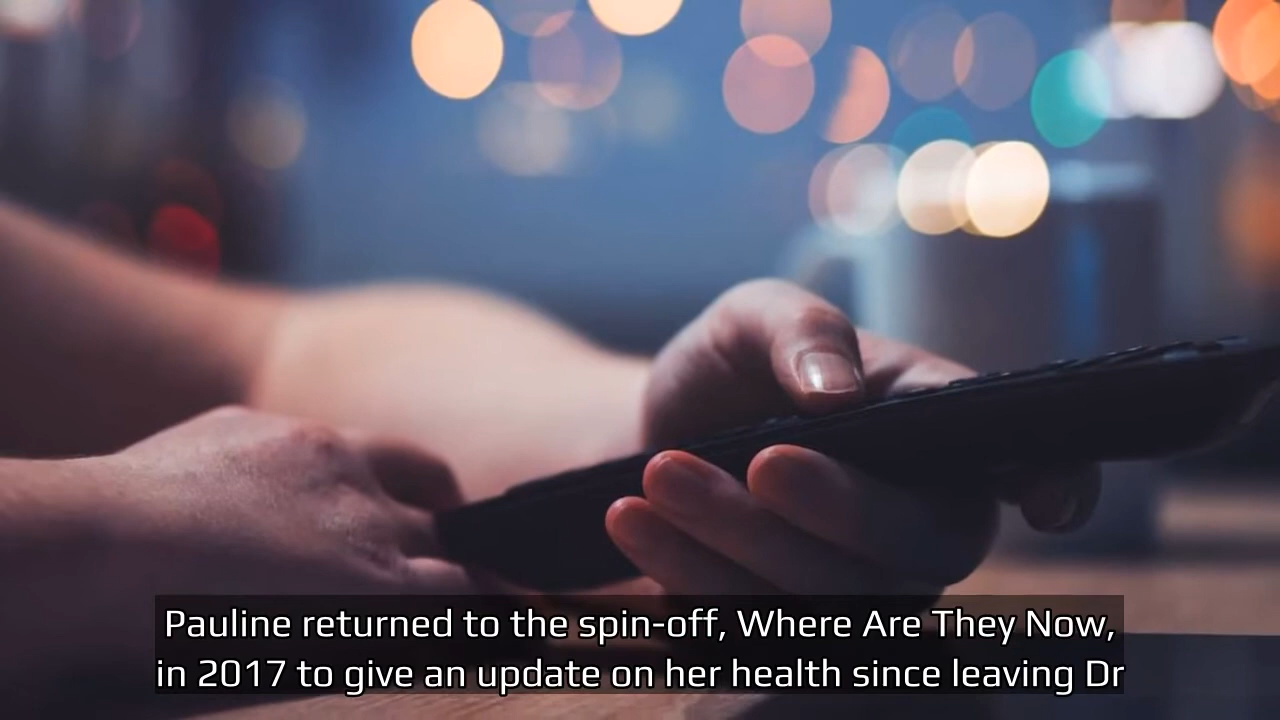 Pauline returned to the spin-off, Where Are They Now,
in 2017 to give an update on her health since leaving Dr